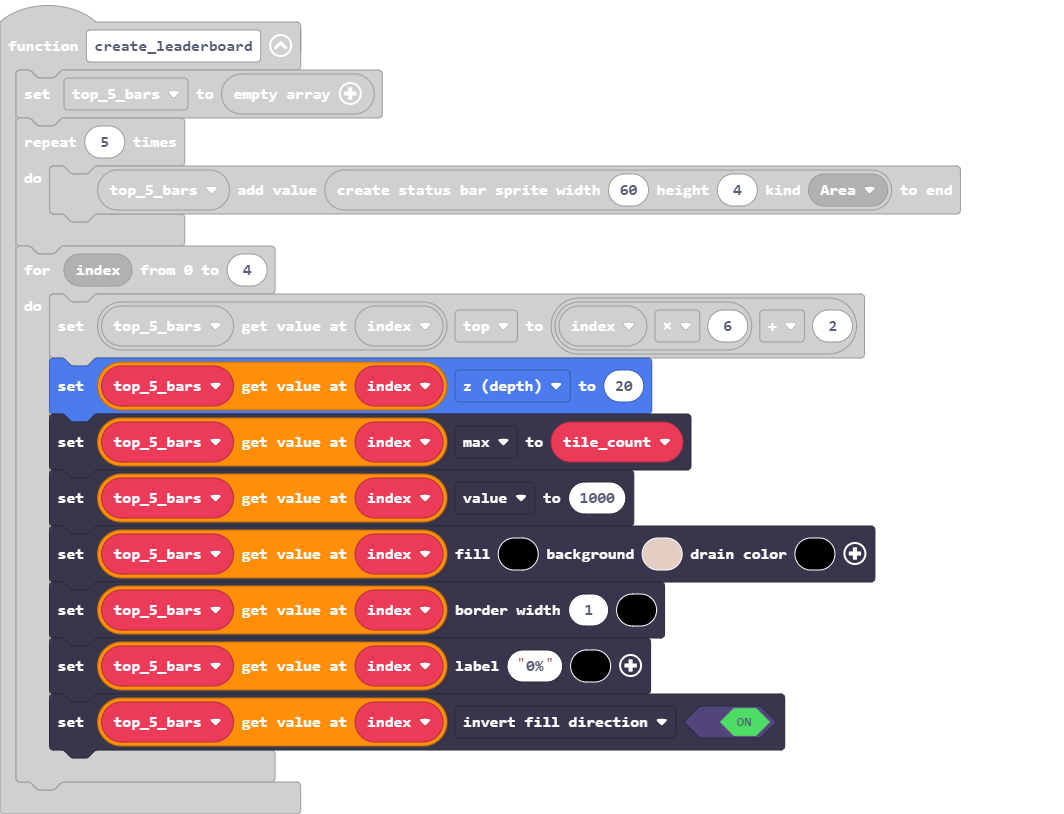 function create_leaderboard
set top_5_bars to empty array
repeat 5 times
do top_5_bars add value create status bar sprite width 60 height 4 kind Area to end
for index from 0 to 4
do set top_5_bars get value at index top to index × 6 + 2
set top_5_bars get value at index z (depth) to 20
set top_5_bars get value at index max to tile_count
set top_5_bars get value at index value to 1000
set top_5_bars get value at index fill background drain color
set top_5_bars get value at index border width 1
set top_5_bars get value at index label "0%"
set top_5_bars get value at index invert fill direction ON